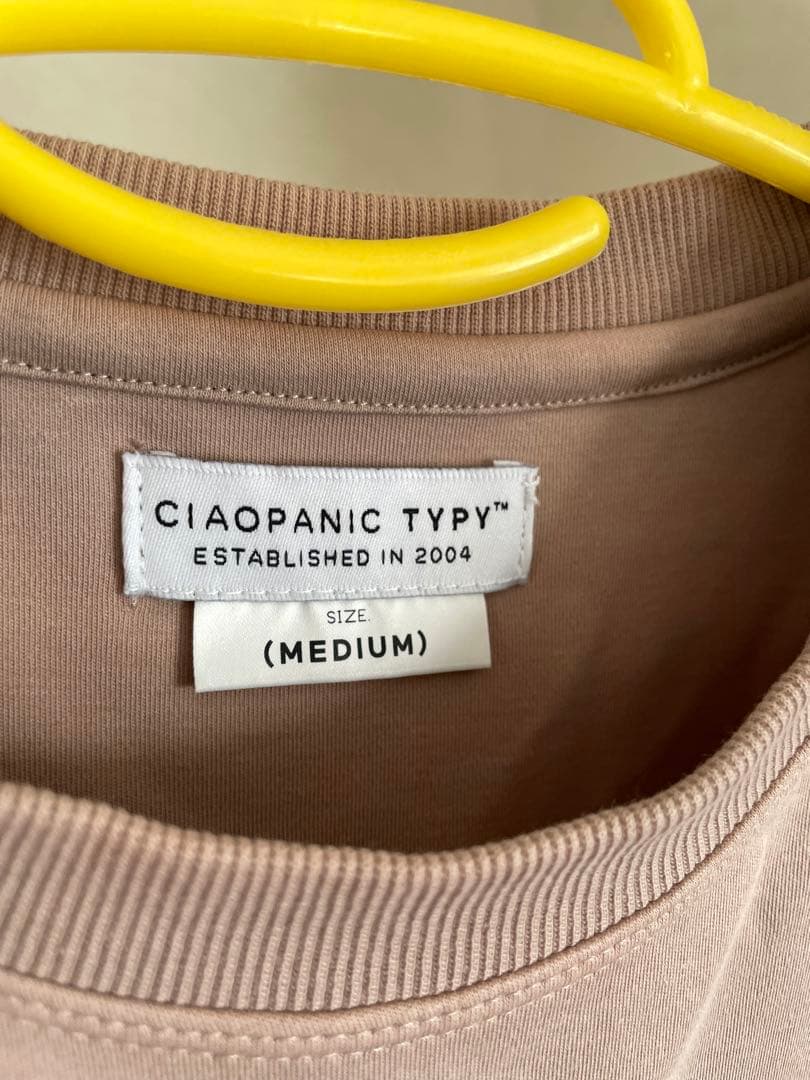 CIAOPANIC TYPY™
ESTABLISHED IN 2004
SIZE.
(MEDIUM)